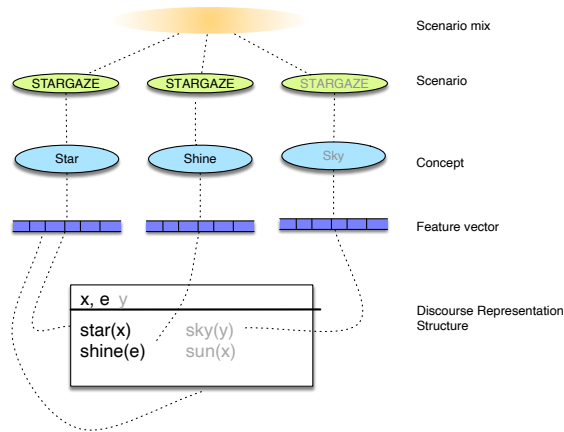 Scenario mix
STARGAZE STARGAZE STARGAZE Scenario
Star Shine Sky Concept
Feature vector
x, e y
Discourse Representation
Structure
star(x) sky(y)
shine(e) sun(x)